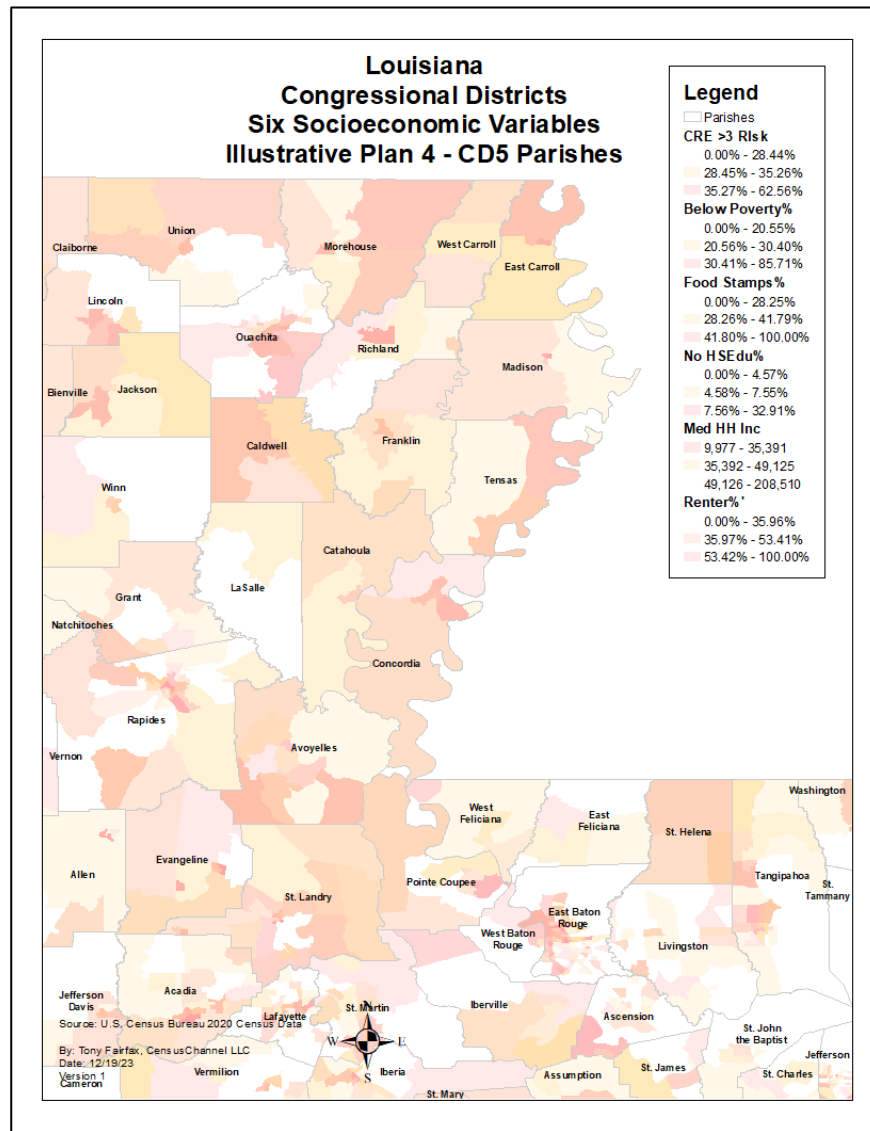 Louisiana
Congressional Districts
Six Socioeconomic Variables
Illustrative Plan 4 - CD5 Parishes
Legend
Parishes
CRE >3 RIsk
0.00% - 28.44%
28.45% - 35.26%
35.27% - 62.56%
Below Poverty%
0.00% - 20.55%
20.56% - 30.40%
30.41% - 85.71%
Food Stamps%
0.00% - 28.25%
28.26% - 41.79%
41.80% - 100.00%
No HSEdu%
0.00% - 4.57%
4.58% - 7.55%
7.56% - 32.91%
Med HH Inc
9,977 - 35,391
35,392 - 49,125
49,126 - 208,510
Renter%'
0.00% - 35.96%
35.97% - 53.41%
53.42% - 100.00%
Union
Claiborne
Morehouse
West Carroll
East Carroll
Lincoln
Ouachita
Richland
Madison
Bienville
Jackson
Caldwell
Franklin
Tensas
Winn
Catahoula
LaSalle
Grant
Natchitoches
Concordia
Rapides
Avoyelles
Vernon
West
Feliciana
East
Feliciana
St. Helena
Washington
Allen
Evangeline
Pointe Coupee
Tangipahoa
St.
Tammany
St. Landry
West Baton
Rouge
East Baton
Rouge
Livingston
Acadia
Jefferson
Davis
Lafayette
St. Martin
Iberville
Ascension
St. John
the Baptist
Jefferson
Cameron
Vermilion
Iberia
St. Mary
Assumption
St. James
St. Charles
N
W
E
S
Source: U.S. Census Bureau 2020 Census Data
By: Tony Fairfax, CensusChannel LLC
Date: 12/19/23
Version 1